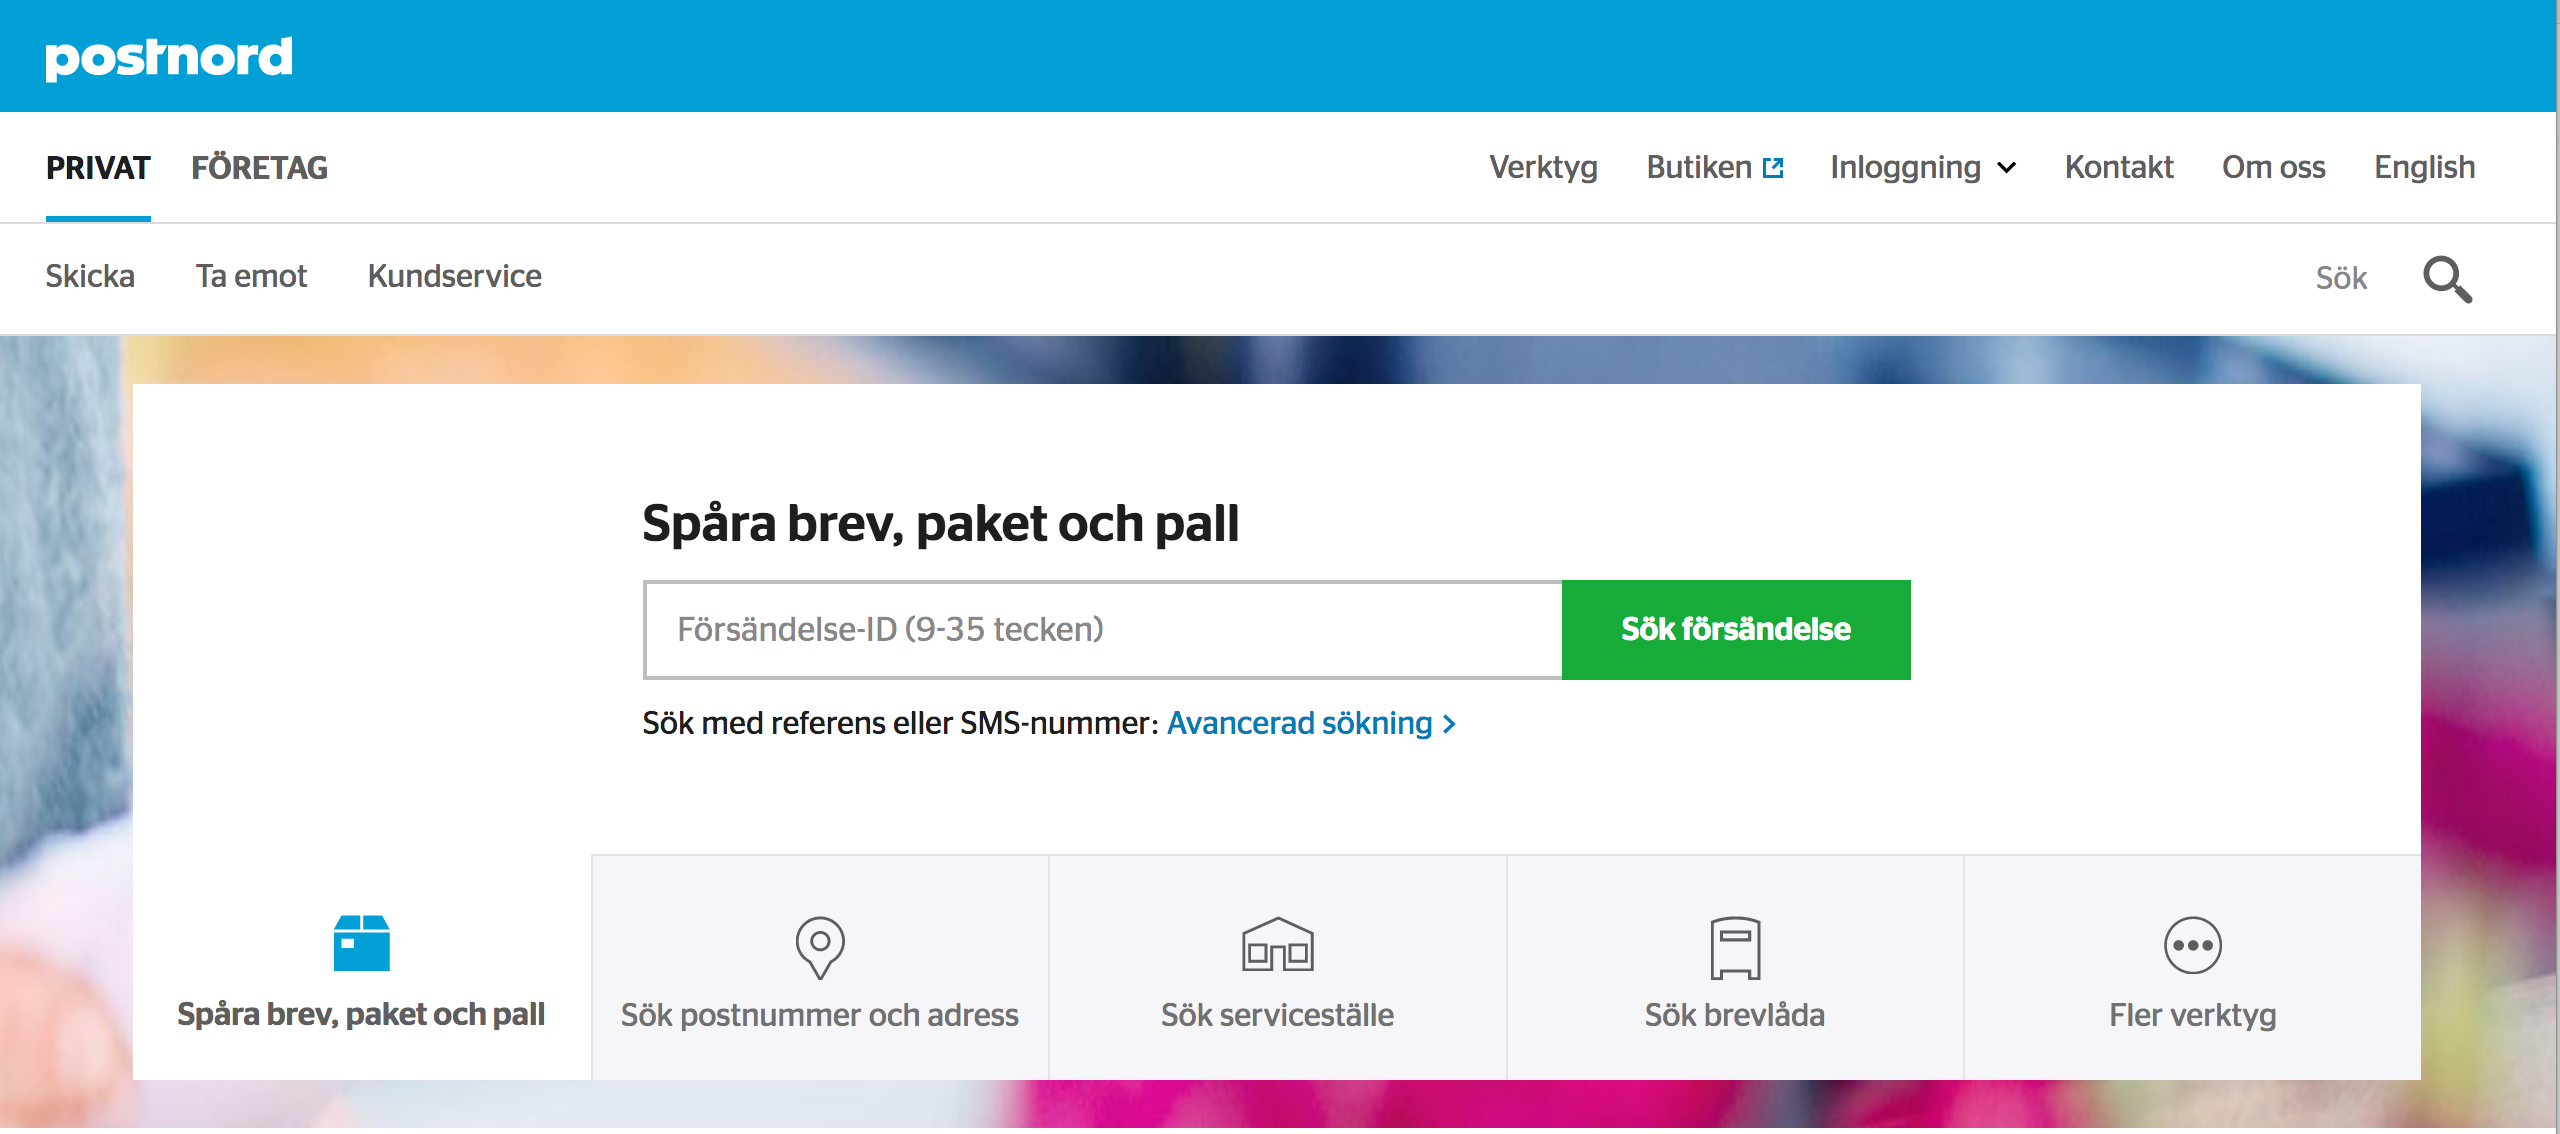 postnord
PRIVAT FÖRETAG Verktyg Butiken Inloggning Kontakt Om oss English
Skicka Ta emot Kundservice Sök
Spåra brev, paket och pall
Försändelse-ID (9-35 tecken) Sök försändelse
Sök med referens eller SMS-nummer: Avancerad sökning >
Spåra brev, paket och pall Sök postnummer och adress Sök serviceställe Sök brevlåda Fler verktyg